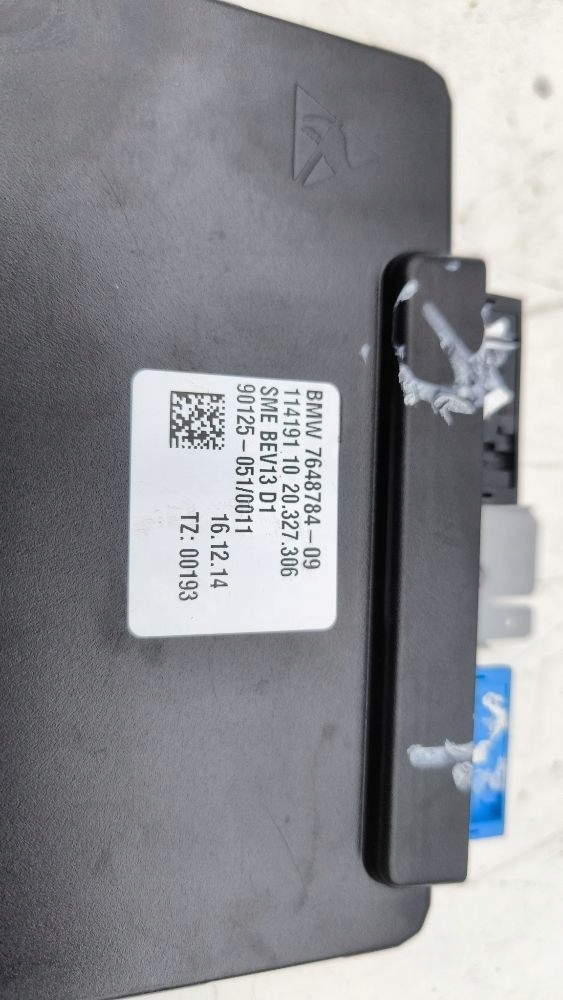 BMW 7648784-09
114191 10 20.327.306
SME BEV13 D1
90125-051/0011
16.12.14
TZ: 00193